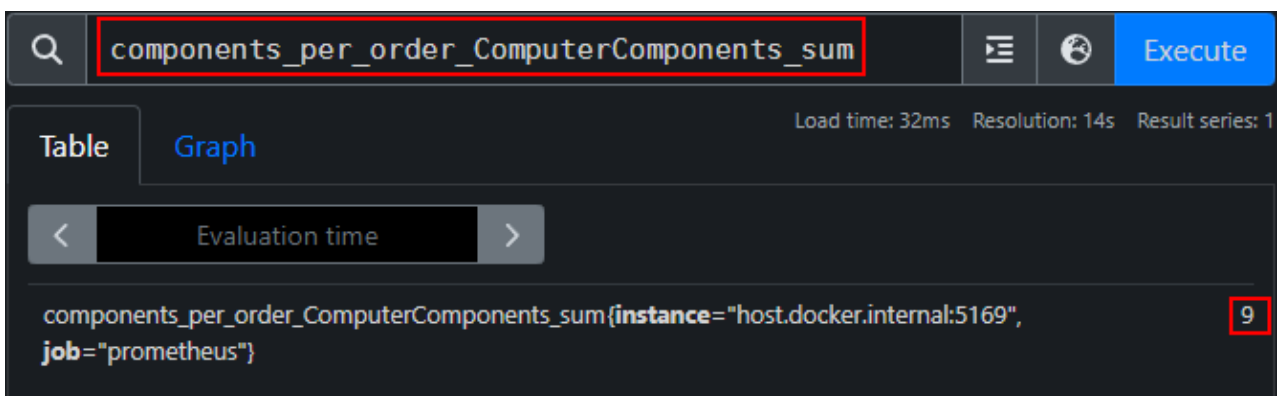 components_per_order_ComputerComponents_sum Execute
Load time: 32ms Resolution: 14s Result series: 1
Table Graph
Evaluation time
components_per_order_ComputerComponents_sum{instance="host.docker.internal:5169", 9
job="prometheus"}